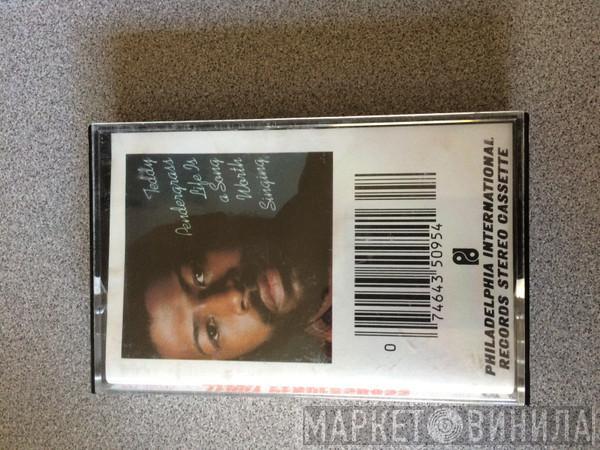 Teddy
Pendergrass
Life Is
a Song
Worth
Singing
0
74643 50954
PHILADELPHIA INTERNATIONAL
RECORDS STEREO CASSETTE
МАРКЕТ ВИНИЛА